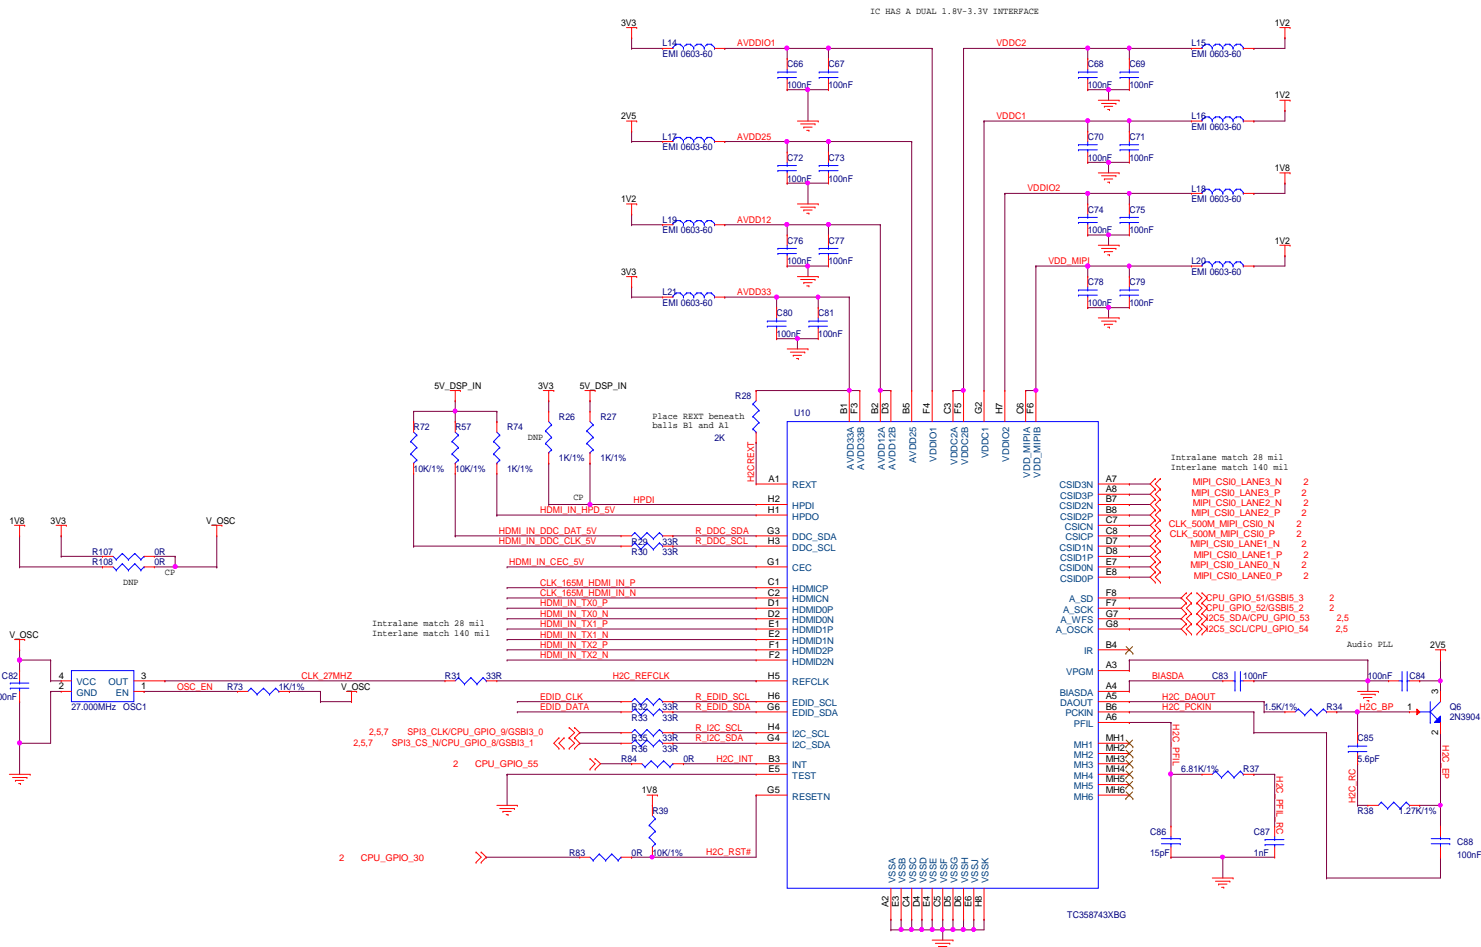 IC HAS A DUAL 1.8V-3.3V INTERFACE
3V3
L14
EMI 0603-60
AVDDIO1
C66
100nF
C67
100nF
VDDC2
C68
100nF
C69
100nF
L15
EMI 0603-60
1V2
2V5
L17
EMI 0603-60
AVDD25
C72
100nF
C73
100nF
VDDC1
C70
100nF
C71
100nF
L16
EMI 0603-60
1V2
1V2
L19
EMI 0603-60
AVDD12
C76
100nF
C77
100nF
VDDIO2
C74
100nF
C75
100nF
L18
EMI 0603-60
1V8
3V3
L21
EMI 0603-60
AVDD33
C80
100nF
C81
100nF
VDD_MIPI
C78
100nF
C79
100nF
L20
EMI 0603-60
1V2
5V_DSP_IN
3V3
5V_DSP_IN
R72
10K/1%
R57
10K/1%
R74
1K/1%
R26
DNP
1K/1%
R27
1K/1%
CP
R28
2K
Place REXT beneath
balls B1 and A1
H2CREXT
U10
B1 AVDD33A
F3 AVDD33B
B2 AVDD12A
D3 AVDD12B
B5 AVDD25
F4 VDDIO1
C3 VDDC2A
F5 VDDC2B
G2 VDDC1
H7 VDDIO2
C6 VDD_MIPIA
F6 VDD_MIPIB
A1 REXT
HPDI H2 HPDI
HDMI_IN_HPD_5V H1 HPDO
HDMI_IN_DDC_DAT_5V R29 33R R_DDC_SDA G3 DDC_SDA
HDMI_IN_DDC_CLK_5V R30 33R R_DDC_SCL H3 DDC_SCL
HDMI_IN_CEC_5V G1 CEC
CLK_165M_HDMI_IN_P C1 HDMICP
CLK_165M_HDMI_IN_N C2 HDMICN
HDMI_IN_TX0_P D1 HDMID0P
HDMI_IN_TX0_N D2 HDMID0N
HDMI_IN_TX1_P E1 HDMID1P
HDMI_IN_TX1_N E2 HDMID1N
HDMI_IN_TX2_P F1 HDMID2P
HDMI_IN_TX2_N F2 HDMID2N
Intralane match 28 mil
Interlane match 140 mil
1V8
3V3
V_OSC
R107 0R
R108 0R
DNP
CP
V_OSC
C82
00nF
4 VCC OUT 3
2 GND EN 1
27.000MHz OSC1
CLK_27MHZ R31 33R H2C_REFCLK H5 REFCLK
OSC_EN R73 1K/1% V_OSC
EDID_CLK R32 33R R_EDID_SCL H6 EDID_SCL
EDID_DATA R33 33R R_EDID_SDA G6 EDID_SDA
2,5,7 SPI3_CLK/CPU_GPIO_9/GSBI3_0 R35 33R R_I2C_SCL H4 I2C_SCL
2,5,7 SPI3_CS_N/CPU_GPIO_8/GSBI3_1 R36 33R R_I2C_SDA G4 I2C_SDA
2 CPU_GPIO_55 R84 0R H2C_INT B3 INT
E5 TEST
G5 RESETN
1V8
R39
10K/1%
2 CPU_GPIO_30 R83 0R H2C_RST#
Intralane match 28 mil
Interlane match 140 mil
CSID3N A7 MIPI_CSI0_LANE3_N 2
CSID3P A8 MIPI_CSI0_LANE3_P 2
CSID2N B7 MIPI_CSI0_LANE2_N 2
CSID2P B8 MIPI_CSI0_LANE2_P 2
CSICN C7 CLK_500M_MIPI_CSI0_N 2
CSICP C8 CLK_500M_MIPI_CSI0_P 2
CSID1N D7 MIPI_CSI0_LANE1_N 2
CSID1P D8 MIPI_CSI0_LANE1_P 2
CSID0N E7 MIPI_CSI0_LANE0_N 2
CSID0P E8 MIPI_CSI0_LANE0_P 2
A_SD F8 CPU_GPIO_51/GSBI5_3 2
A_SCK F7 CPU_GPIO_52/GSBI5_2 2
A_WFS G7 I2C5_SDA/CPU_GPIO_53 2,5
A_OSCK G8 I2C5_SCL/CPU_GPIO_54 2,5
IR B4
Audio PLL
2V5
VPGM A3
BIASDA A4 BIASDA C83 100nF
100nF C84
DAOUT A5 H2C_DAOUT 1.5K/1% R34 H2C_BP
PCKIN B6 H2C_PCKIN
PFIL A6
1
2
3
Q6
2N3904
H2C_EP
C85
5.6pF
H2C_RC
R38 1.27K/1%
C88
100nF
H2C_PFIL
6.81K/1% R37
H2C_PFIL_RC
C86
15pF
C87
1nF
MH1 MH1
MH2 MH2
MH3 MH3
MH4 MH4
MH5 MH5
MH6 MH6
VSSA A2
VSSB E3
VSSC C4
VSSD D4
VSSE E4
VSSF C5
VSSG D5
VSSH D6
VSSJ E6
VSSK H8
TC358743XBG